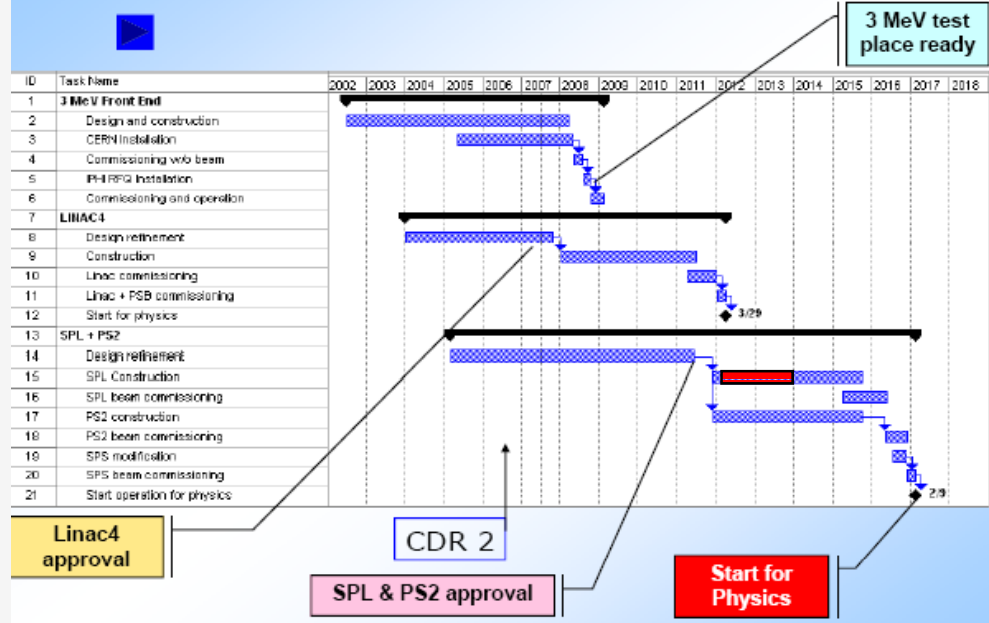 3 MeV test
place ready
ID Task Name 2002 2003 2004 2005 2006 2007 2008 2009 2010 2011 2012 2013 2014 2015 2016 2017 2018
1 3 MeV Front End
2 Design and construction
3 CERN Installation
4 Commissioning w/o beam
5 IPHI RFQ Installation
6 Commissioning and operation
7 LINAC4
8 Design refinement
9 Construction
10 Linac commissioning
11 Linac + PSB commissioning
12 Start for physics 3/29
13 SPL + PS2
14 Design refinement
15 SPL Construction
16 SPL beam commissioning
17 PS2 construction
18 PS2 beam commissioning
19 SPS modification
20 SPS beam commissioning
21 Start operation for physics 2/9
Linac4
approval
CDR 2
SPL & PS2 approval
Start for
Physics